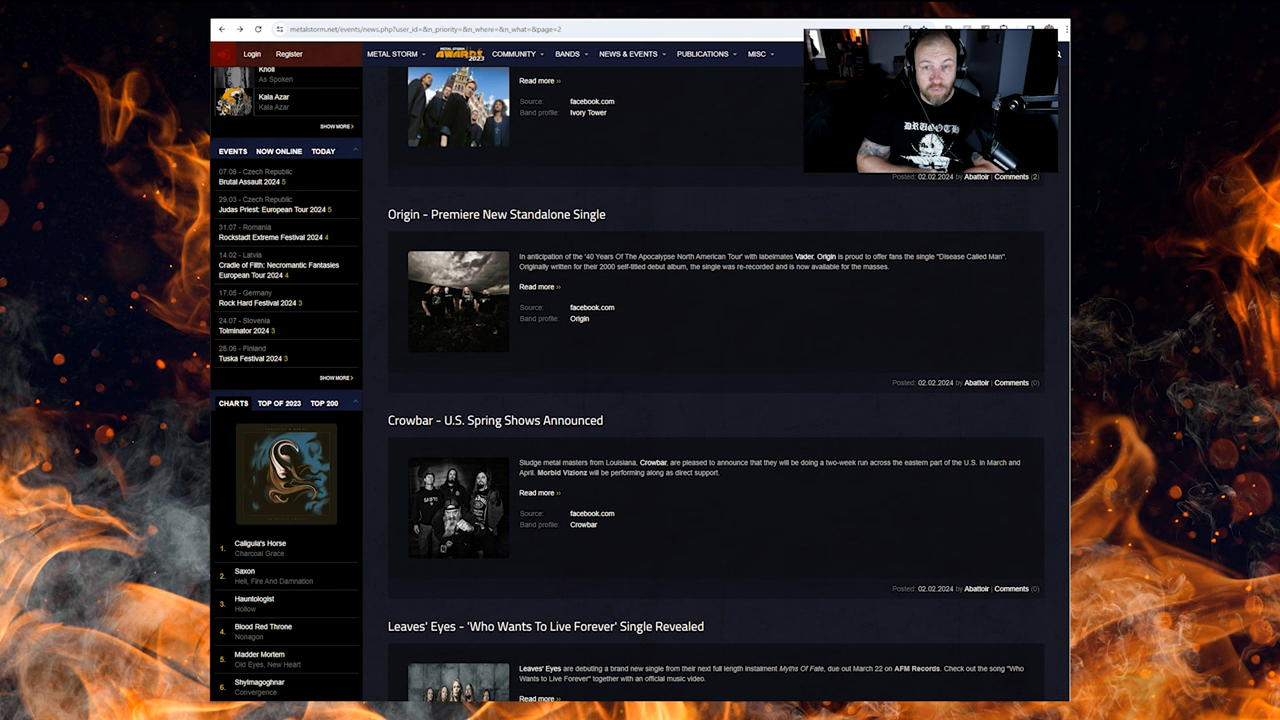 metalstorm.net/events/news.php?user_id=&n_priority=&n_where=&n_what=&page=2
Login Register
METAL STORM
METAL STORM AWARDS 2023
COMMUNITY BANDS NEWS & EVENTS PUBLICATIONS MISC
Knoll
As Spoken
Kala Azar
Kala Azar
SHOW MORE
EVENTS NOW ONLINE TODAY
07.08 - Czech Republic
Brutal Assault 2024 5
29.03 - Czech Republic
Judas Priest: European Tour 2024 5
31.07 - Romania
Rockstadt Extreme Festival 2024 4
14.02 - Latvia
Cradle of Filth: Necromantic Fantasies
European Tour 2024 4
17.05 - Germany
Rock Hard Festival 2024 3
24.07 - Slovenia
Tolminator 2024 3
28.06 - Finland
Tuska Festival 2024 3
SHOW MORE
CHARTS TOP OF 2023 TOP 200
1. Caligula's Horse
Charcoal Grace
2. Saxon
Hell, Fire And Damnation
3. Hauntologist
Hollow
4. Blood Red Throne
Nonagon
5. Madder Mortem
Old Eyes, New Heart
6. Shylmagoghnar
Convergence
Read more ››
Source: facebook.com
Band profile: Ivory Tower
Posted: 02.02.2024 by Abattoir | Comments (2)
DRUGOTH
Origin - Premiere New Standalone Single
In anticipation of the '40 Years Of The Apocalypse North American Tour' with labelmates Vader, Origin is proud to offer fans the single "Disease Called Man".
Originally written for their 2000 self-titled debut album, the single was re-recorded and is now available for the masses.
Read more ››
Source: facebook.com
Band profile: Origin
Posted: 02.02.2024 by Abattoir | Comments (0)
Crowbar - U.S. Spring Shows Announced
Sludge metal masters from Louisiana, Crowbar, are pleased to announce that they will be doing a two-week run across the eastern part of the U.S. in March and
April. Morbid Vizionz will be performing along as direct support.
Read more ››
Source: facebook.com
Band profile: Crowbar
Posted: 02.02.2024 by Abattoir | Comments (0)
Leaves' Eyes - 'Who Wants To Live Forever' Single Revealed
Leaves' Eyes are debuting a brand new single from their next full length instalment Myths Of Fate, due out March 22 on AFM Records. Check out the song "Who
Wants to Live Forever" together with an official music video.
Read more ››